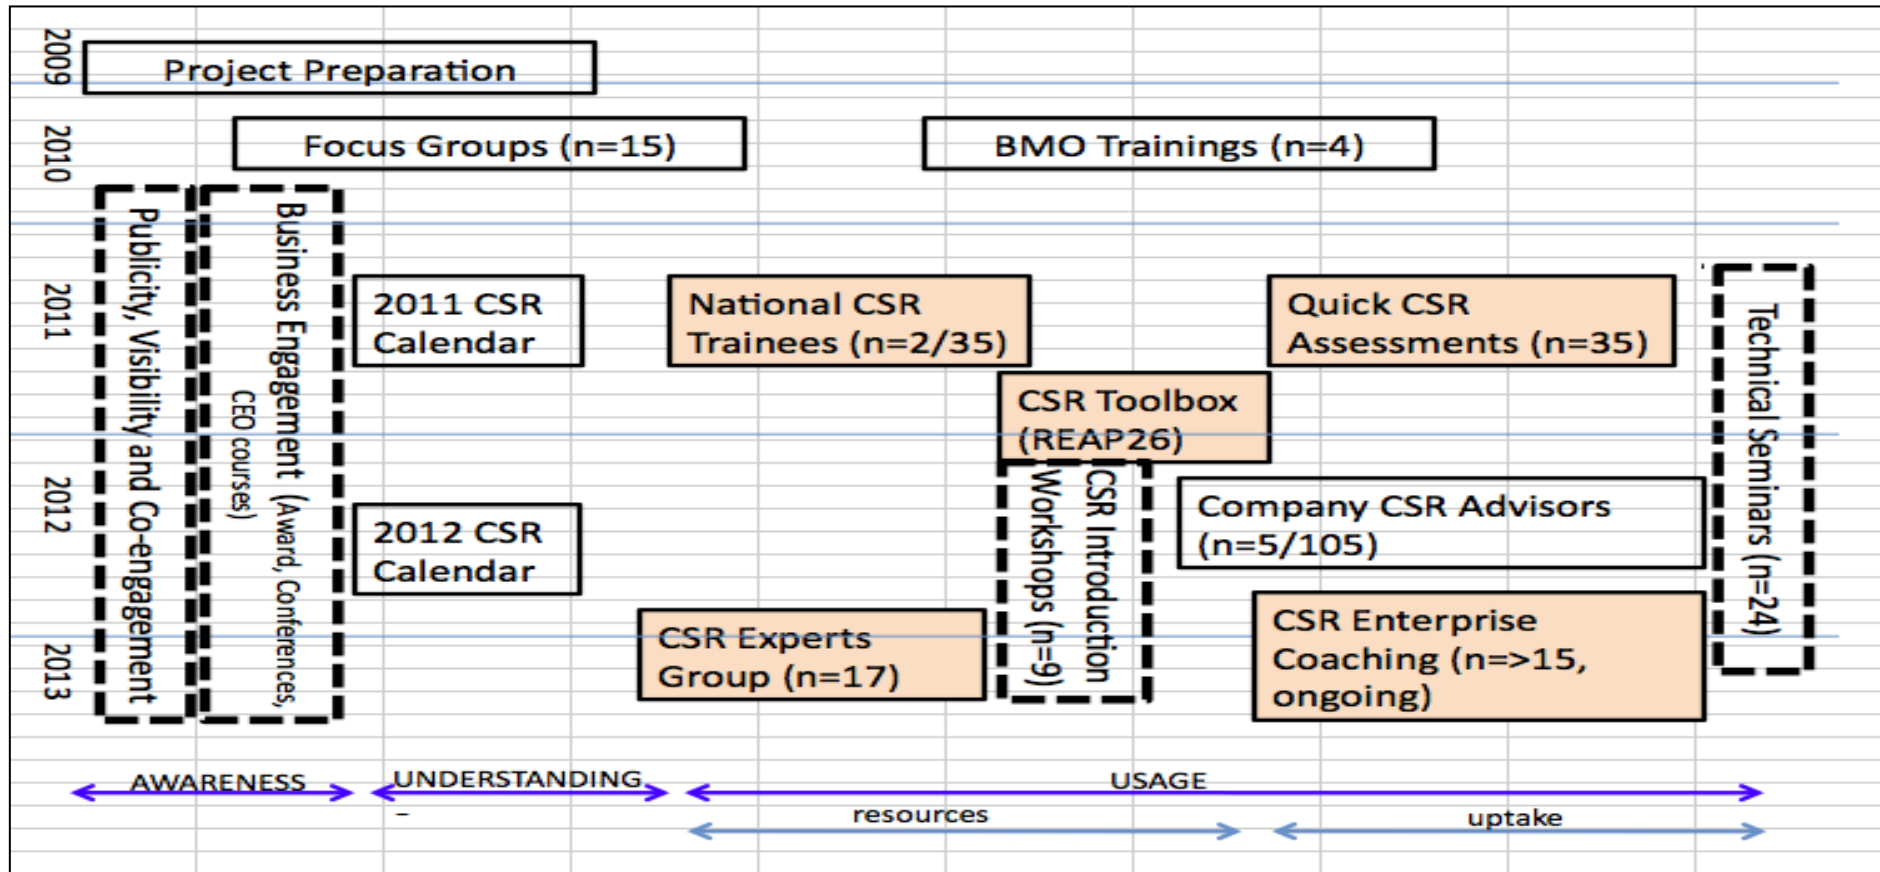 2009
Project Preparation
2010
Focus Groups (n=15)
BMO Trainings (n=4)
Publicity, Visibility and Co-engagement
Business Engagement (Award, Conferences,
CEO courses)
2011
2011 CSR
Calendar
National CSR
Trainees (n=2/35)
Quick CSR
Assessments (n=35)
Technical Seminars (n=24)
CSR Toolbox
(REAP26)
2012
2012 CSR
Calendar
CSR Introduction
Workshops (n=9)
Company CSR Advisors
(n=5/105)
2013
CSR Experts
Group (n=17)
CSR Enterprise
Coaching (n=>15,
ongoing)
AWARENESS
UNDERSTANDING
USAGE
resources
uptake